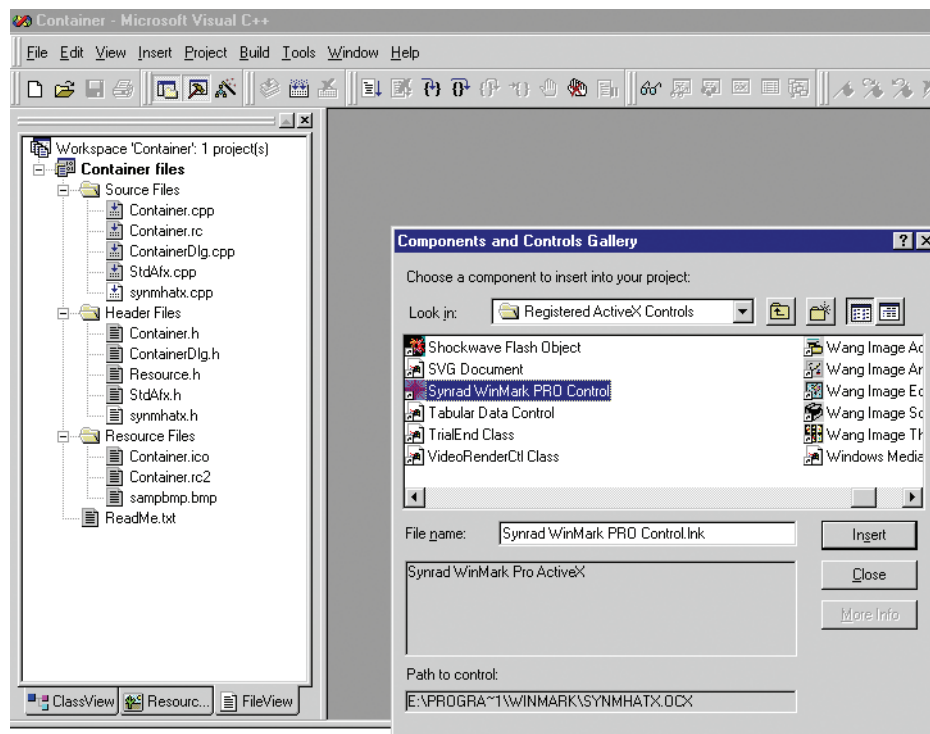 Container - Microsoft Visual C++
File Edit View Insert Project Build Tools Window Help
Workspace 'Container': 1 project(s)
Container files
Source Files
Container.cpp
Container.rc
ContainerDlg.cpp
StdAfx.cpp
synmhatx.cpp
Header Files
Container.h
ContainerDlg.h
Resource.h
StdAfx.h
synmhatx.h
Resource Files
Container.ico
Container.rc2
sampbmp.bmp
ReadMe.txt
ClassView Resourc... FileView
Components and Controls Gallery
Choose a component to insert into your project:
Look in: Registered ActiveX Controls
Shockwave Flash Object
SVG Document
Synrad WinMark PRO Control
Tabular Data Control
TrialEnd Class
VideoRenderCtl Class
Wang Image Ac
Wang Image Ar
Wang Image Ec
Wang Image Sc
Wang Image Th
Windows Media
File name: Synrad WinMark PRO Control.lnk
Insert
Synrad WinMark Pro ActiveX
Close
More Info
Path to control:
E:\PROGRA~1\WINMARK\SYNMHATX.OCX